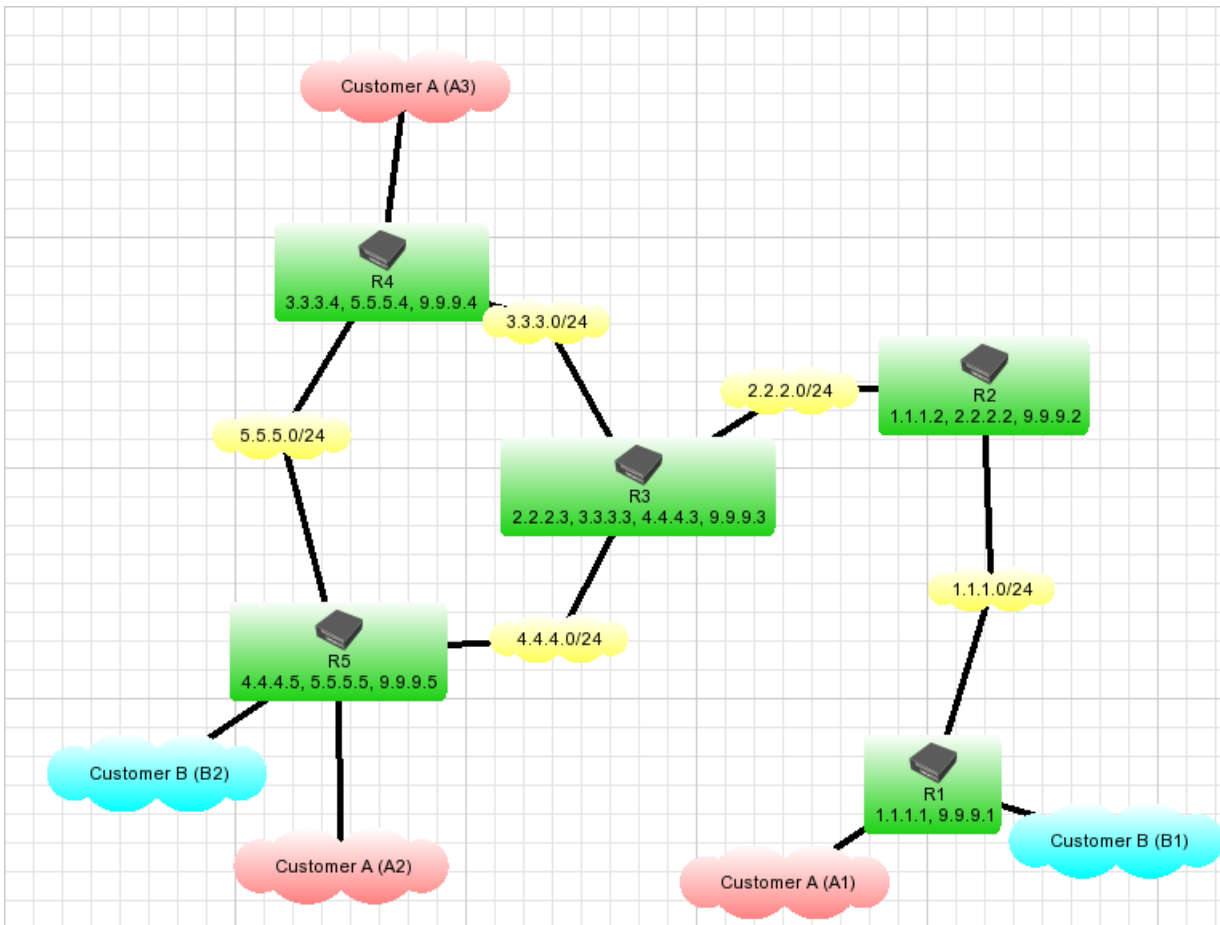 Customer A (A3)
R4
3.3.3.4, 5.5.5.4, 9.9.9.4
3.3.3.0/24
2.2.2.0/24
R2
1.1.1.2, 2.2.2.2, 9.9.9.2
5.5.5.0/24
R3
2.2.2.3, 3.3.3.3, 4.4.4.3, 9.9.9.3
1.1.1.0/24
4.4.4.0/24
R5
4.4.4.5, 5.5.5.5, 9.9.9.5
Customer B (B2)
R1
1.1.1.1, 9.9.9.1
Customer B (B1)
Customer A (A2)
Customer A (A1)